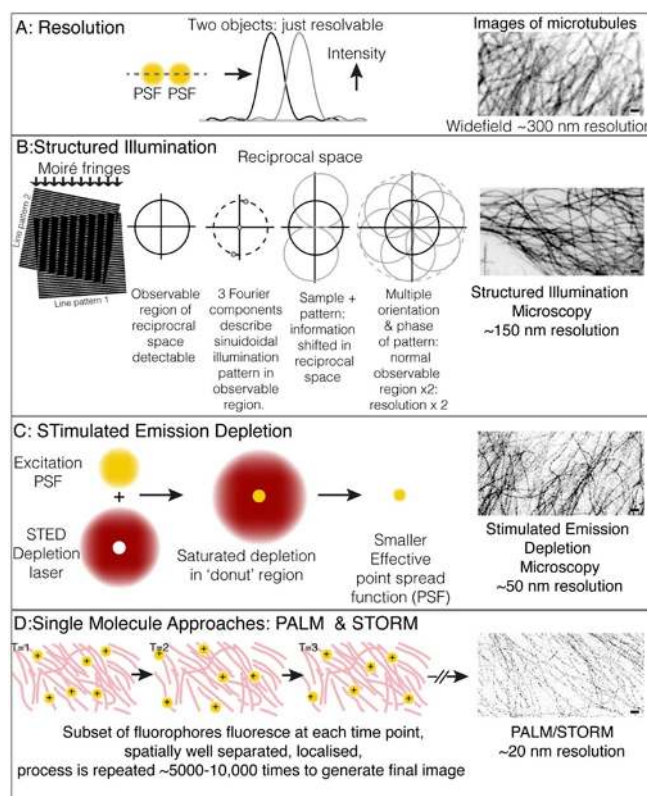 A: Resolution
Two objects: just resolvable
Intensity
PSF PSF
Images of microtubules
Widefield ~300 nm resolution
B:Structured Illumination
Moiré fringes
Line pattern 2
Line pattern 1
Reciprocal space
Observable
region of
reciprocral
space
detectable
3 Fourier
components
describe
sinuidoidal
illumination
pattern in
observable
region.
Sample +
pattern;
information
shifted in
reciprocal
space
Multiple
orientation
& phase
of pattern:
normal
observable
region x2:
resolution x 2
Structured Illumination
Microscopy
~150 nm resolution
C: STimulated Emission Depletion
Excitation
PSF
+
STED
Depletion
laser
Saturated depletion
in ‘donut’ region
Smaller
Effective
point spread
function (PSF)
Stimulated Emission
Depletion
Microscopy
~50 nm resolution
D:Single Molecule Approaches: PALM & STORM
T=1 T=2 T=3
Subset of fluorophores fluoresce at each time point,
spatially well separated, localised,
process is repeated ~5000-10,000 times to generate final image
PALM/STORM
~20 nm resolution